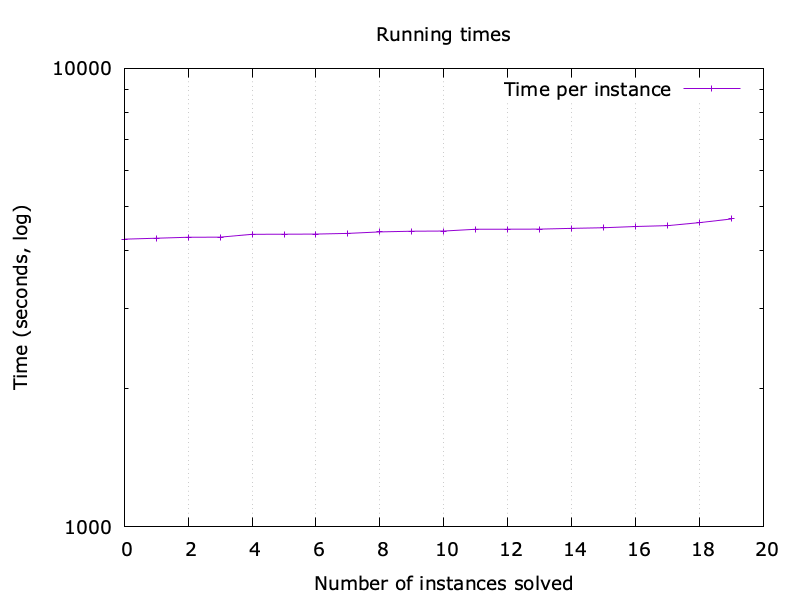 Running times
10000
Time per instance
Time (seconds, log)
1000
0 2 4 6 8 10 12 14 16 18 20
Number of instances solved